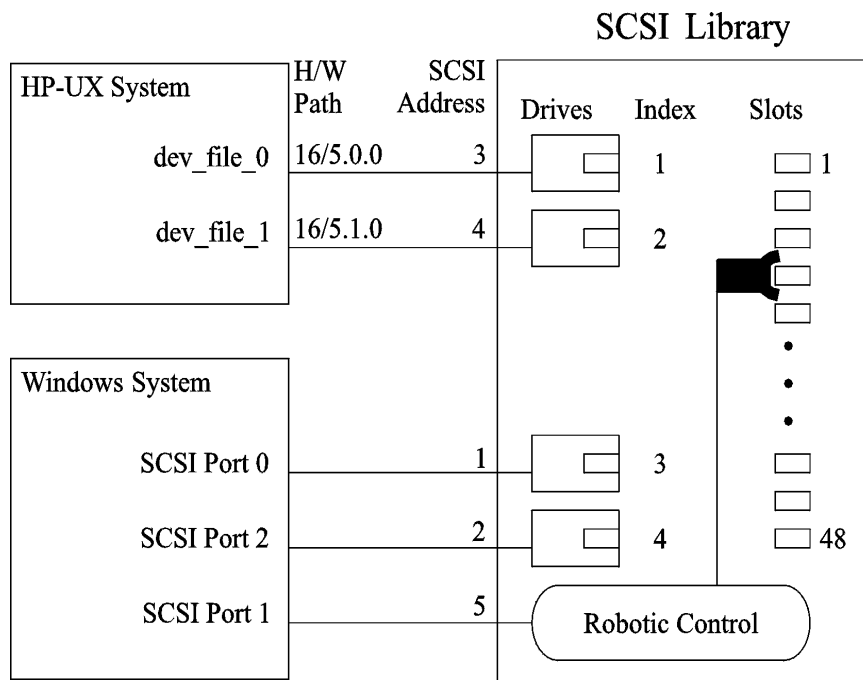 SCSI Library
HP-UX System
H/W Path
SCSI Address
Drives
Index
Slots
dev_file_0
16/5.0.0
3
1
1
dev_file_1
16/5.1.0
4
2
Windows System
SCSI Port 0
1
3
SCSI Port 2
2
4
48
SCSI Port 1
5
Robotic Control